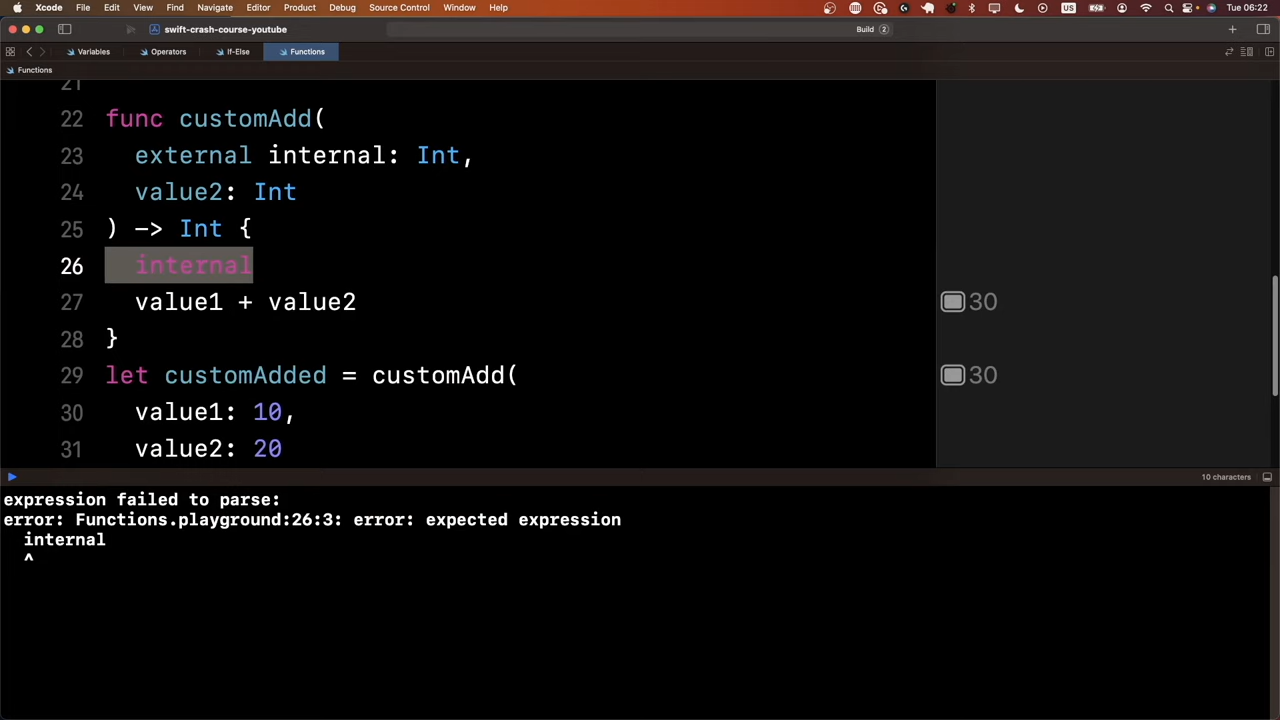 Xcode File Edit View Find Navigate Editor Product Debug Source Control Window Help US Tue 06:22
swift-crash-course-youtube Build 2
Variables Operators If-Else Functions
Functions
21
22 func customAdd(
23 external internal: Int,
24 value2: Int
25 ) -> Int {
26 internal
27 value1 + value2 30
28 }
29 let customAdded = customAdd( 30
30 value1: 10,
31 value2: 20
10 characters
expression failed to parse:
error: Functions.playground:26:3: error: expected expression
internal
^